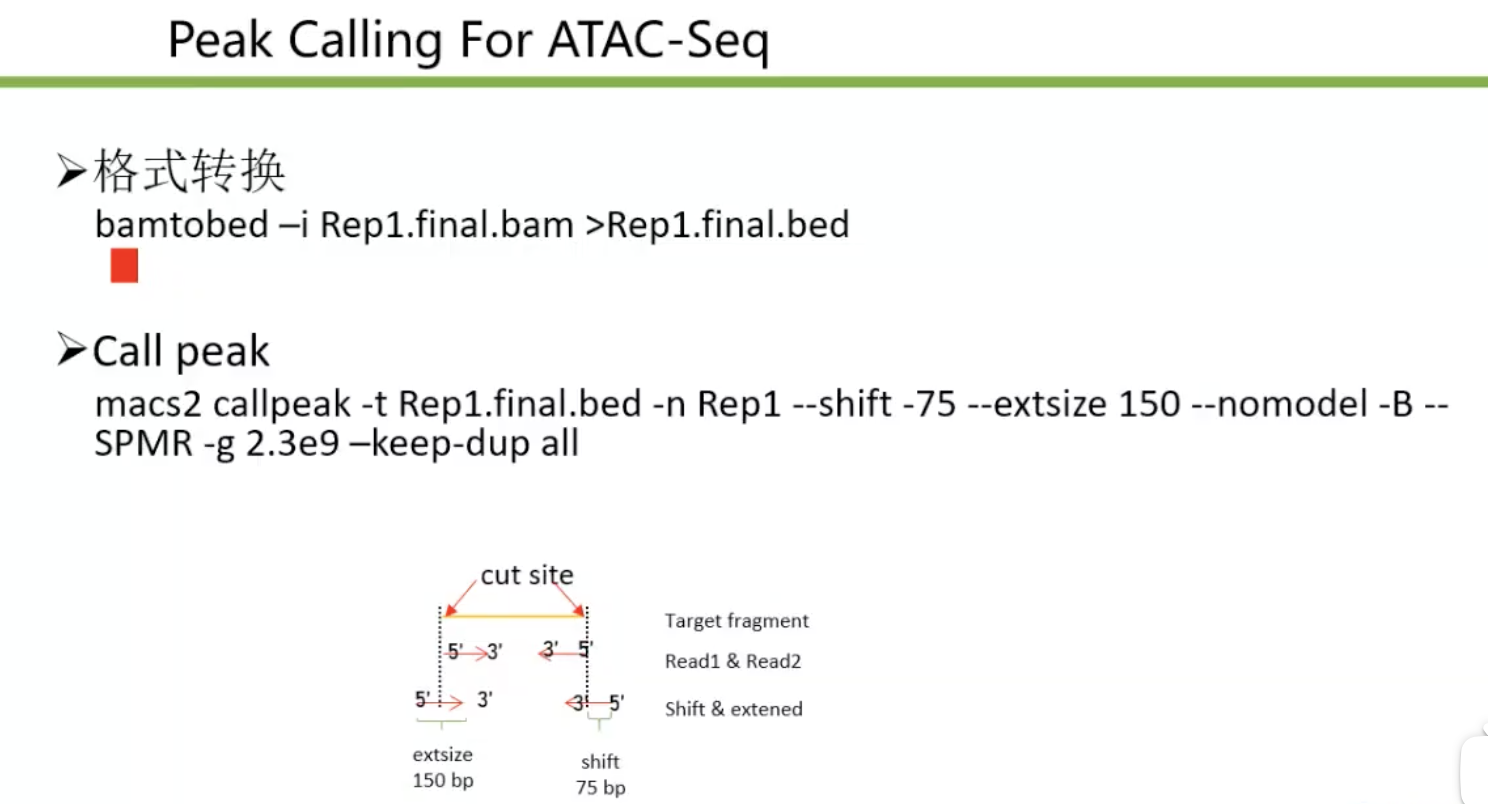 Peak Calling For ATAC-Seq
➢格式转换
bamtobed –i Rep1.final.bam >Rep1.final.bed
➢Call peak
macs2 callpeak -t Rep1.final.bed -n Rep1 --shift -75 --extsize 150 --nomodel -B --
SPMR -g 2.3e9 –keep-dup all
cut site
Target fragment
5' 3' 3' 5'
Read1 & Read2
5' 3' 3' 5'
Shift & extened
extsize
150 bp
shift
75 bp